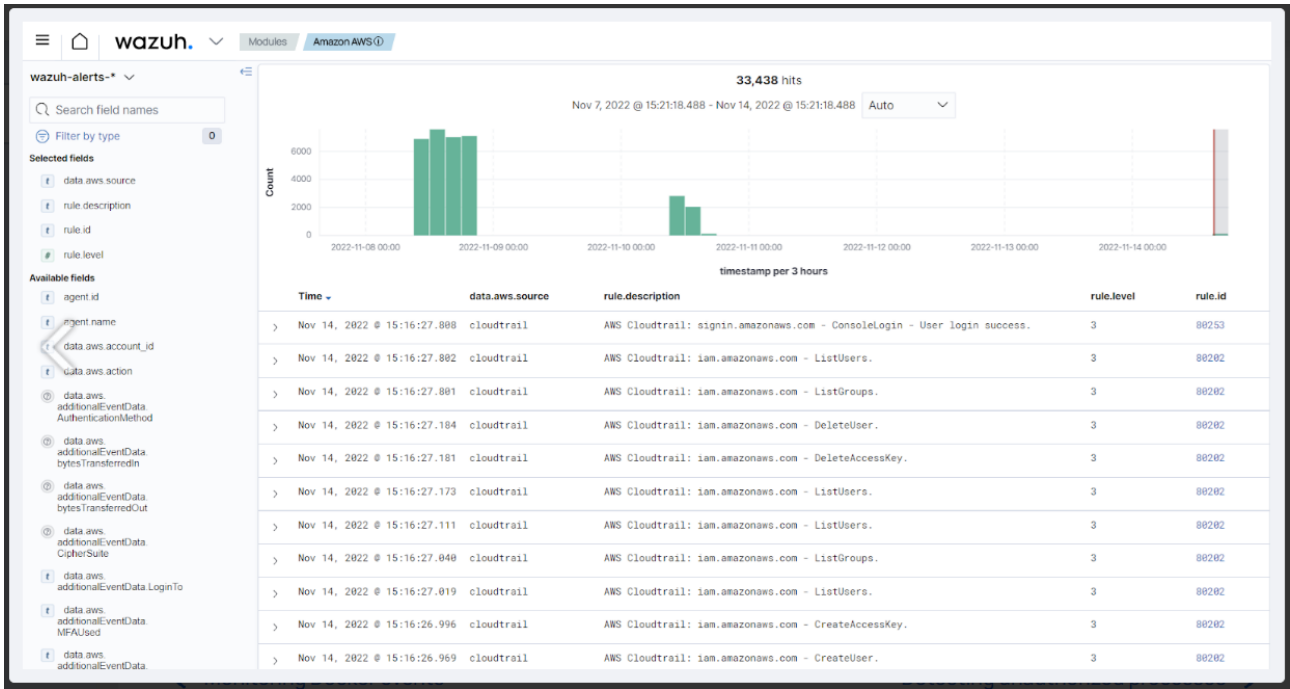 wazuh.
Modules
Amazon AWS
wazuh-alerts-*
Search field names
Filter by type 0
Selected fields
t data.aws.source
t rule.description
t rule.id
# rule.level
Available fields
t agent.id
t agent.name
t data.aws.account_id
t data.aws.action
data.aws.
additionalEventData.
AuthenticationMethod
data.aws.
additionalEventData.
bytesTransferredIn
data.aws.
additionalEventData.
bytesTransferredOut
data.aws.
additionalEventData.
CipherSuite
t data.aws.
additionalEventData.LoginTo
t data.aws.
additionalEventData.
MFAUsed
t data.aws.
additionalEventData.
33,438 hits
Nov 7, 2022 @ 15:21:18.488 - Nov 14, 2022 @ 15:21:18.488 Auto
Count
6000
4000
2000
0
2022-11-08 00:00 2022-11-09 00:00 2022-11-10 00:00 2022-11-11 00:00 2022-11-12 00:00 2022-11-13 00:00 2022-11-14 00:00
timestamp per 3 hours
Time data.aws.source rule.description rule.level rule.id
Nov 14, 2022 @ 15:16:27.808 cloudtrail AWS Cloudtrail: signin.amazonaws.com - ConsoleLogin - User login success. 3 80253
Nov 14, 2022 @ 15:16:27.802 cloudtrail AWS Cloudtrail: iam.amazonaws.com - ListUsers. 3 80202
Nov 14, 2022 @ 15:16:27.801 cloudtrail AWS Cloudtrail: iam.amazonaws.com - ListGroups. 3 80202
Nov 14, 2022 @ 15:16:27.184 cloudtrail AWS Cloudtrail: iam.amazonaws.com - DeleteUser. 3 80202
Nov 14, 2022 @ 15:16:27.181 cloudtrail AWS Cloudtrail: iam.amazonaws.com - DeleteAccessKey. 3 80202
Nov 14, 2022 @ 15:16:27.173 cloudtrail AWS Cloudtrail: iam.amazonaws.com - ListUsers. 3 80202
Nov 14, 2022 @ 15:16:27.111 cloudtrail AWS Cloudtrail: iam.amazonaws.com - ListUsers. 3 80202
Nov 14, 2022 @ 15:16:27.040 cloudtrail AWS Cloudtrail: iam.amazonaws.com - ListGroups. 3 80202
Nov 14, 2022 @ 15:16:27.019 cloudtrail AWS Cloudtrail: iam.amazonaws.com - ListUsers. 3 80202
Nov 14, 2022 @ 15:16:26.996 cloudtrail AWS Cloudtrail: iam.amazonaws.com - CreateAccessKey. 3 80202
Nov 14, 2022 @ 15:16:26.969 cloudtrail AWS Cloudtrail: iam.amazonaws.com - CreateUser. 3 80202